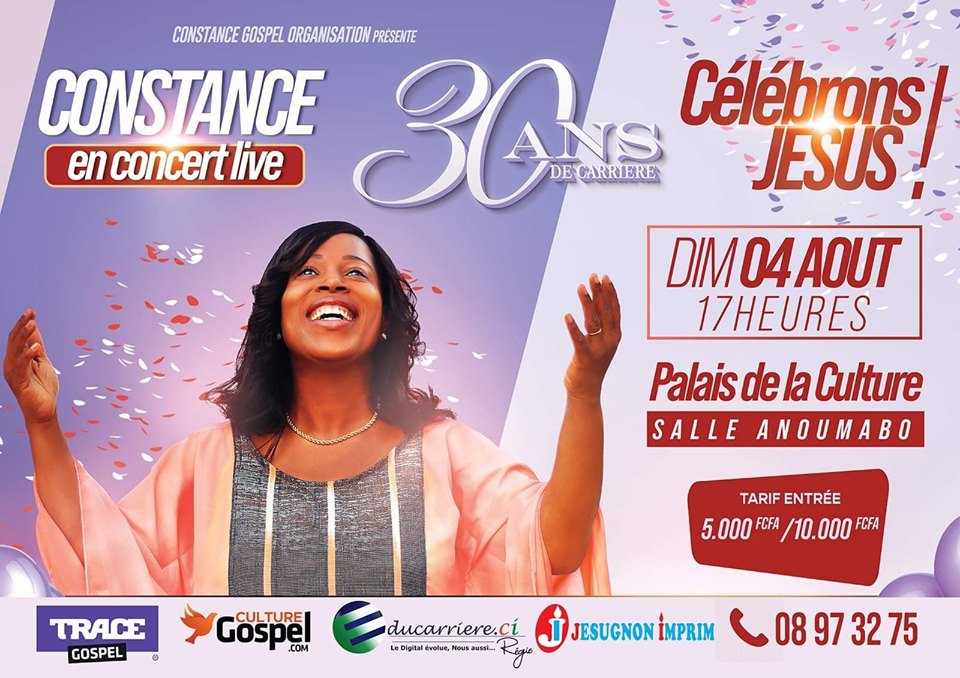 CONSTANCE GOSPEL ORGANISATION PRÉSENTE
CONSTANCE
en concert live
30 ANS
DE CARRIERE
Célébrons
JESUS !
DIM 04 AOUT
17HEURES
Palais de la Culture
SALLE ANOUMABO
TARIF ENTRÉE
5.000 FCFA /10.000 FCFA
TRACE
GOSPEL
CULTURE
Gospel
.COM
Educarriere.ci
Le Digital évolue, Nous aussi... Régie
Ji JESUGNON IMPRIM
08 97 32 75